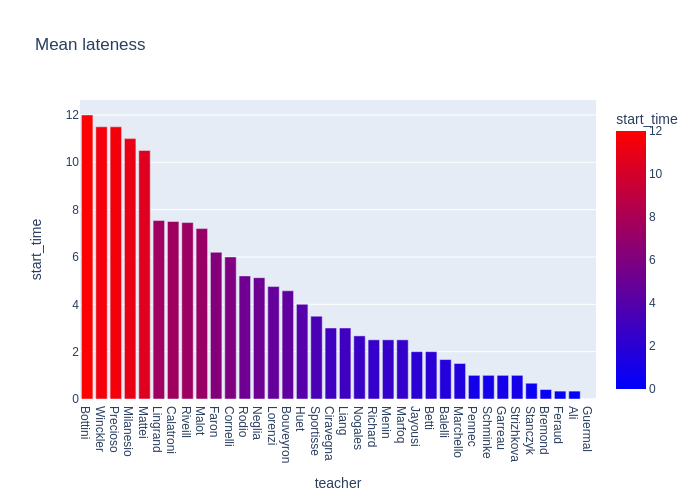 Mean lateness
start_time
12
10
8
6
4
2
0
start_time
12
10
8
6
4
2
0
Bottini
Winckler
Precioso
Milanesio
Mattei
Lingrand
Calatroni
Riveill
Malot
Faron
Cornelli
Rodio
Neglia
Lorenzi
Bouveyron
Huet
Sportisse
Ciravegna
Liang
Nogales
Richard
Menin
Marfoq
Jayousi
Betti
Balelli
Marchello
Pennec
Schminke
Garreau
Strizhkova
Stanczyk
Bremond
Feraud
Ali
Guermal
teacher